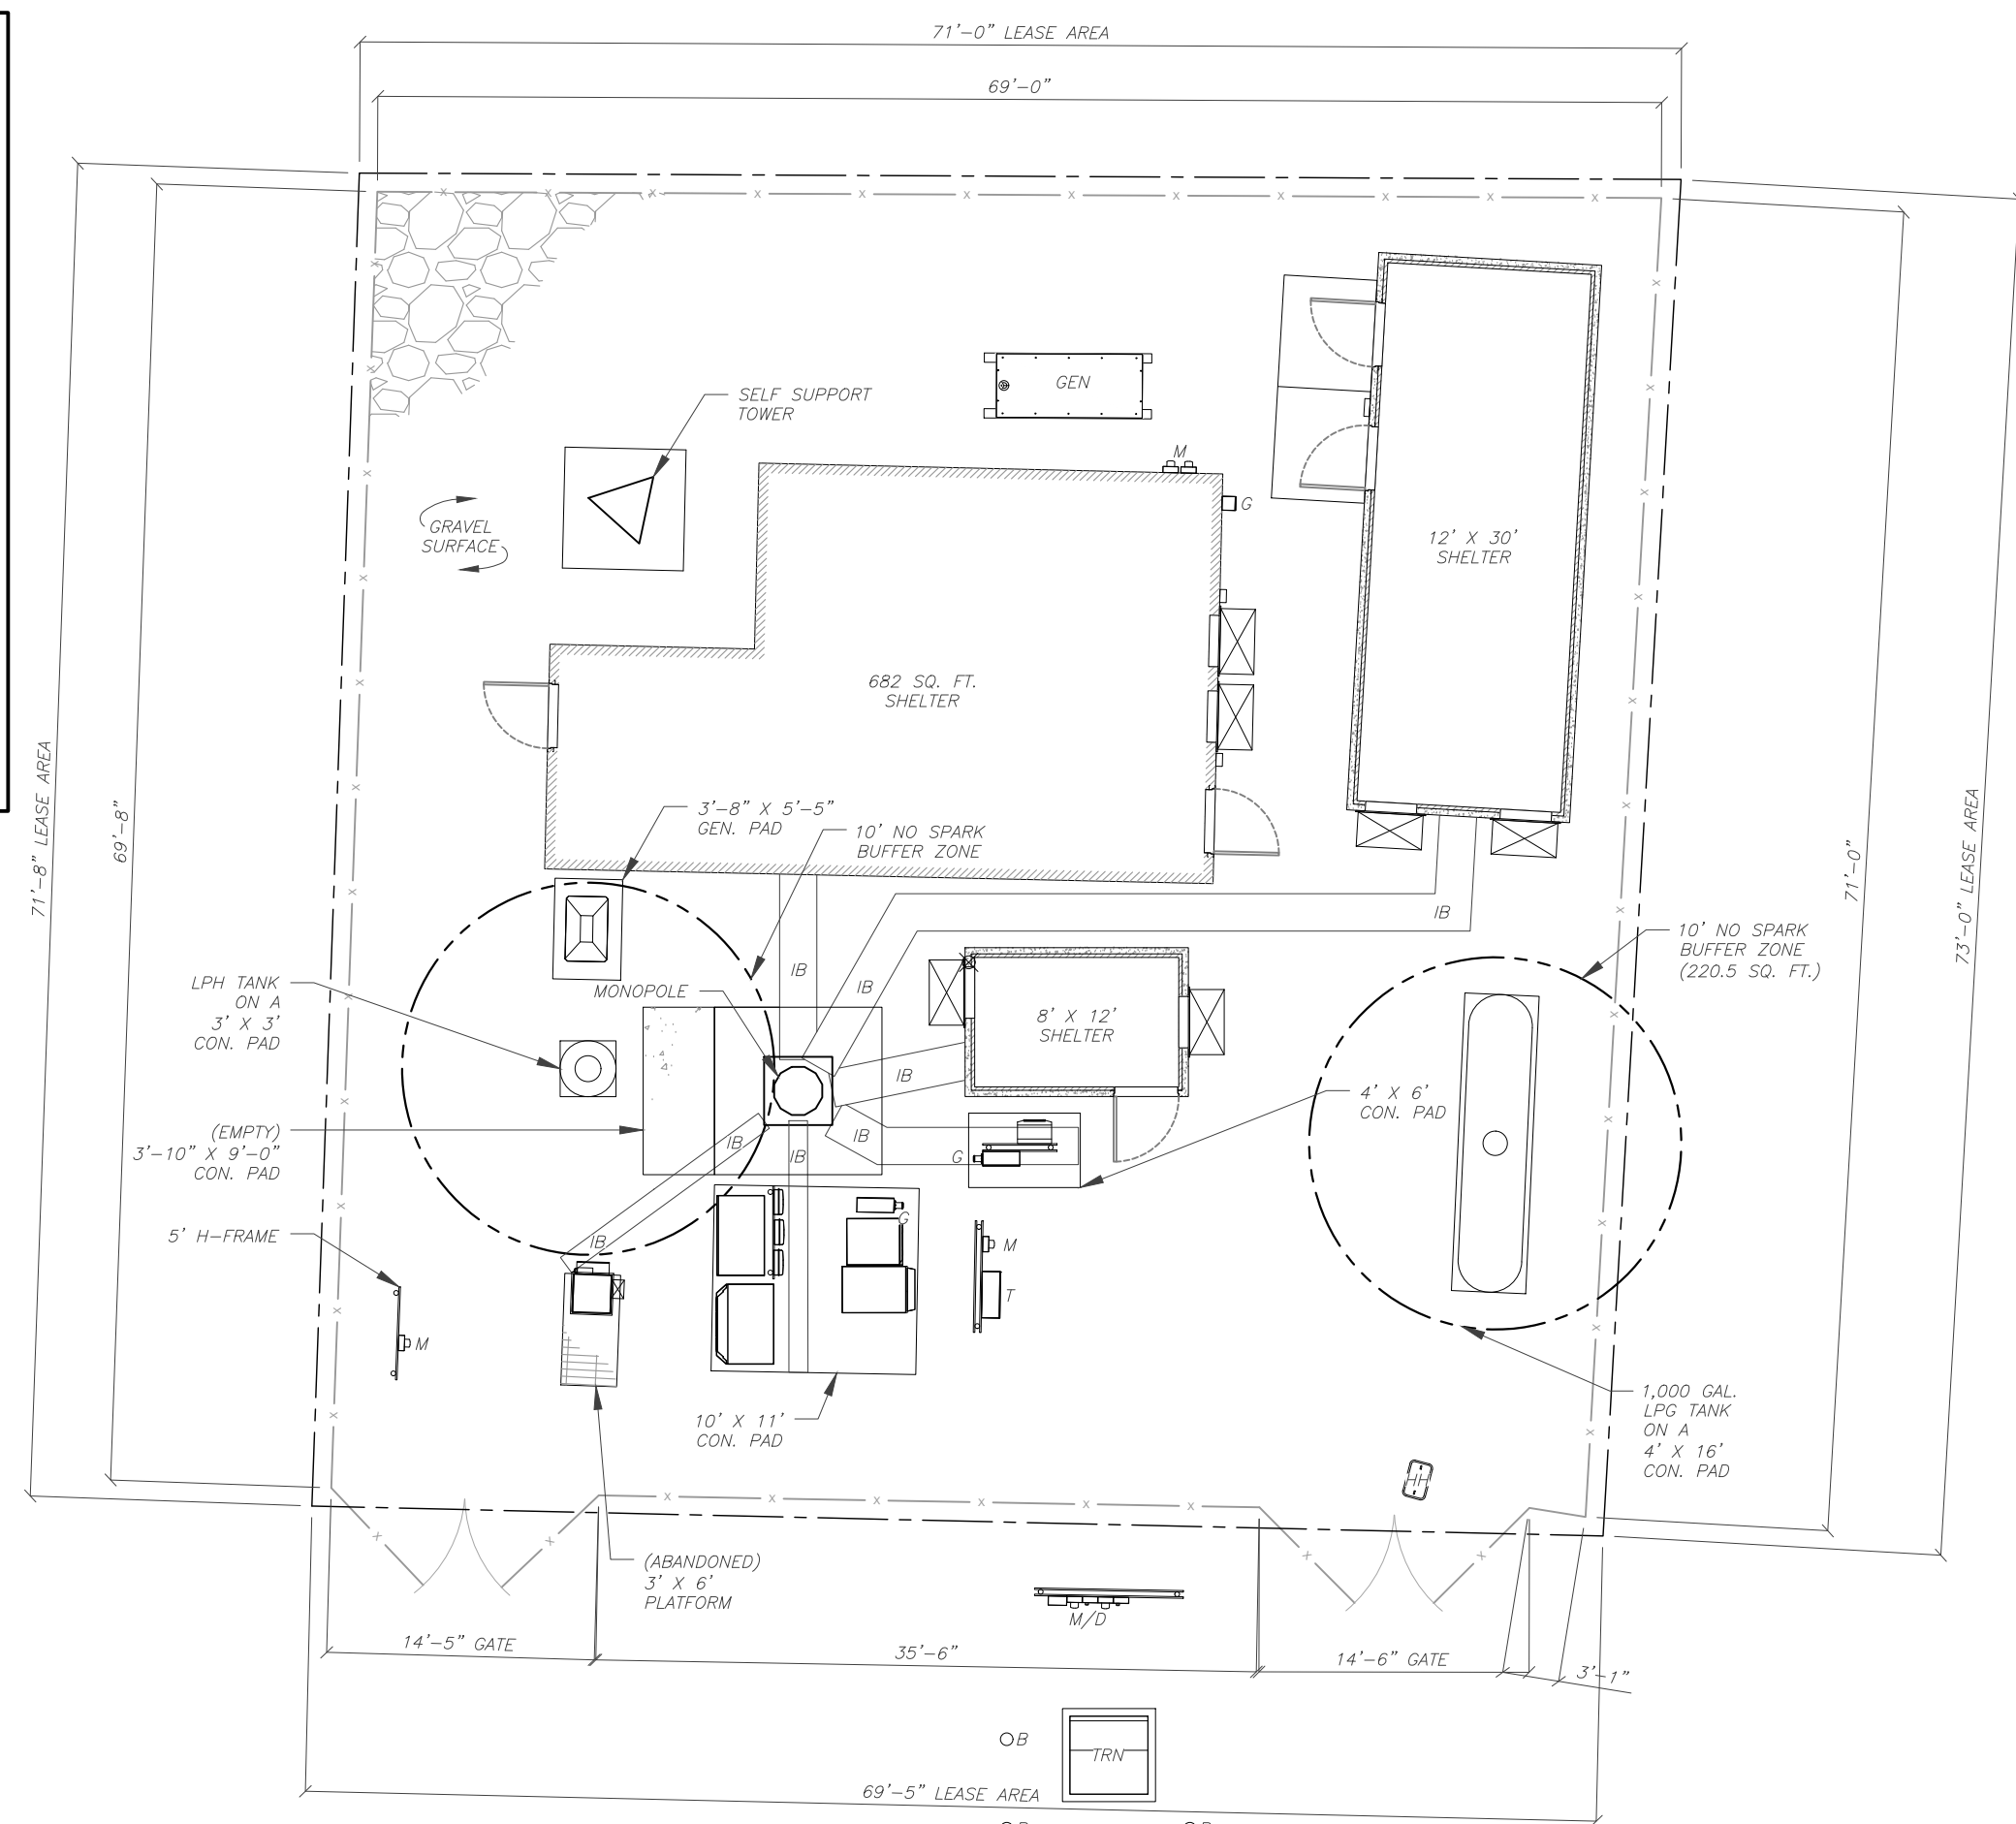 71'-0" LEASE AREA
69'-0"
GEN
SELF SUPPORT
TOWER
M
G
GRAVEL
SURFACE
12' X 30'
SHELTER
682 SQ. FT.
SHELTER
71'-8" LEASE AREA
69'-8"
3'-8" X 5'-5"
GEN. PAD
10' NO SPARK
BUFFER ZONE
71'-0"
73'-0" LEASE AREA
IB
10' NO SPARK
BUFFER ZONE
(220.5 SQ. FT.)
LPH TANK
ON A
3' X 3'
CON. PAD
MONOPOLE
IB
IB
8' X 12'
SHELTER
IB
4' X 6'
CON. PAD
(EMPTY)
3'-10" X 9'-0"
CON. PAD
IB
IB
IB
G
5' H-FRAME
IB
G
M
T
M
1,000 GAL.
LPG TANK
ON A
4' X 16'
CON. PAD
10' X 11'
CON. PAD
HH
(ABANDONED)
3' X 6'
PLATFORM
M/D
14'-5" GATE
35'-6"
14'-6" GATE
3'-1"
B
TRN
69'-5" LEASE AREA